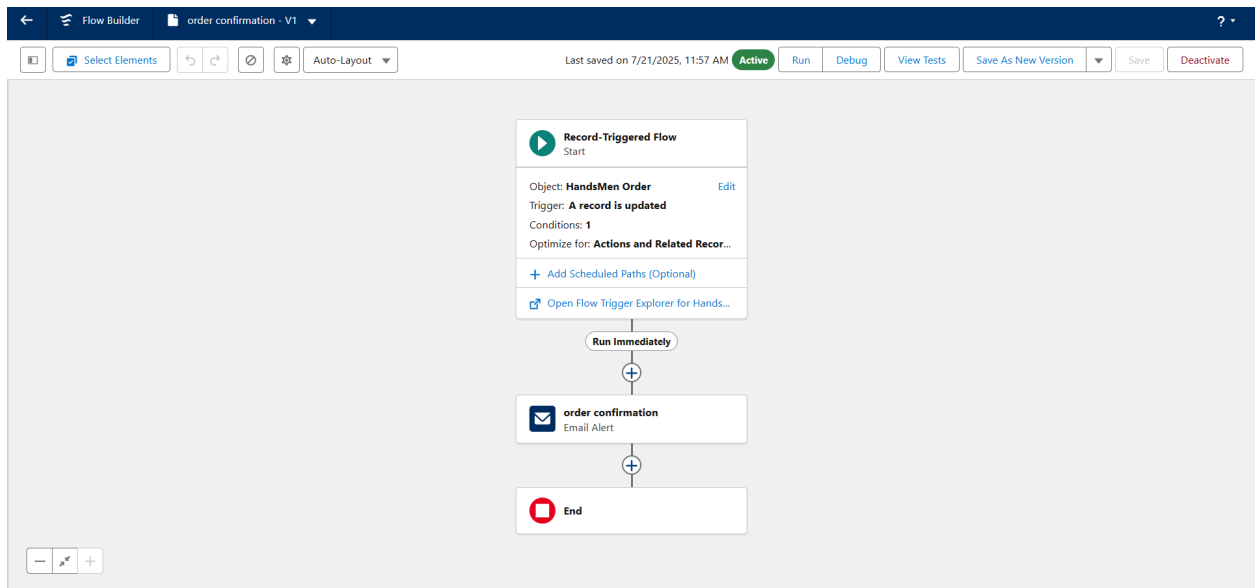 Flow Builder
order confirmation - V1
?
Select Elements
Auto-Layout
Last saved on 7/21/2025, 11:57 AM
Active
Run
Debug
View Tests
Save As New Version
Save
Deactivate
Record-Triggered Flow
Start
Object: HandsMen Order
Edit
Trigger: A record is updated
Conditions: 1
Optimize for: Actions and Related Recor...
Add Scheduled Paths (Optional)
Open Flow Trigger Explorer for Hands...
Run Immediately
order confirmation
Email Alert
End